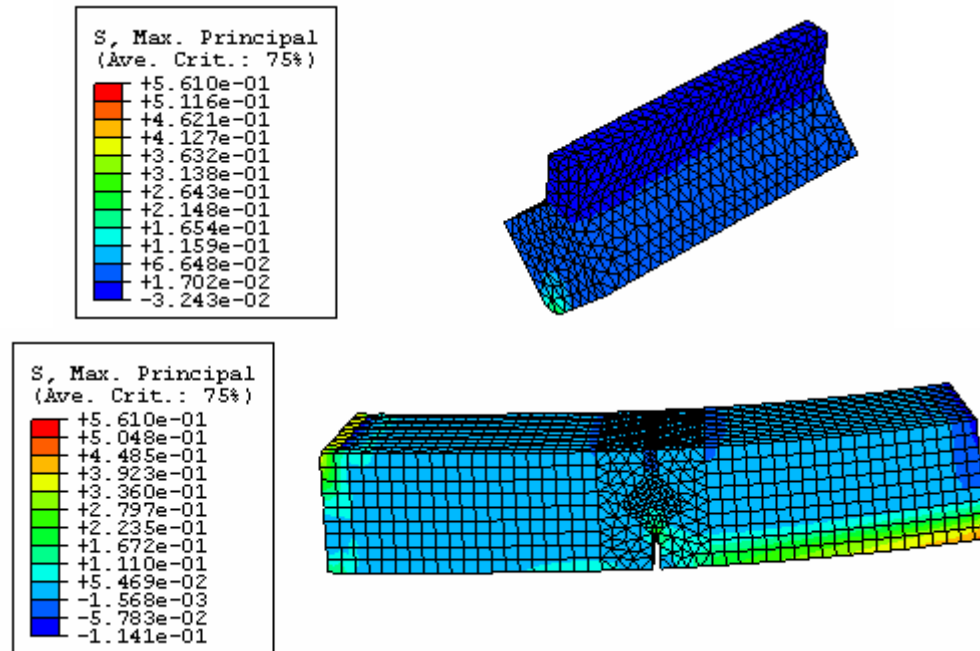 S, Max. Principal
(Ave. Crit.: 75%)
+5.610e-01
+5.116e-01
+4.621e-01
+4.127e-01
+3.632e-01
+3.138e-01
+2.643e-01
+2.148e-01
+1.654e-01
+1.159e-01
+6.648e-02
+1.702e-02
-3.243e-02
S, Max. Principal
(Ave. Crit.: 75%)
+5.610e-01
+5.048e-01
+4.485e-01
+3.923e-01
+3.360e-01
+2.797e-01
+2.235e-01
+1.672e-01
+1.110e-01
+5.469e-02
-1.568e-03
-5.783e-02
-1.141e-01